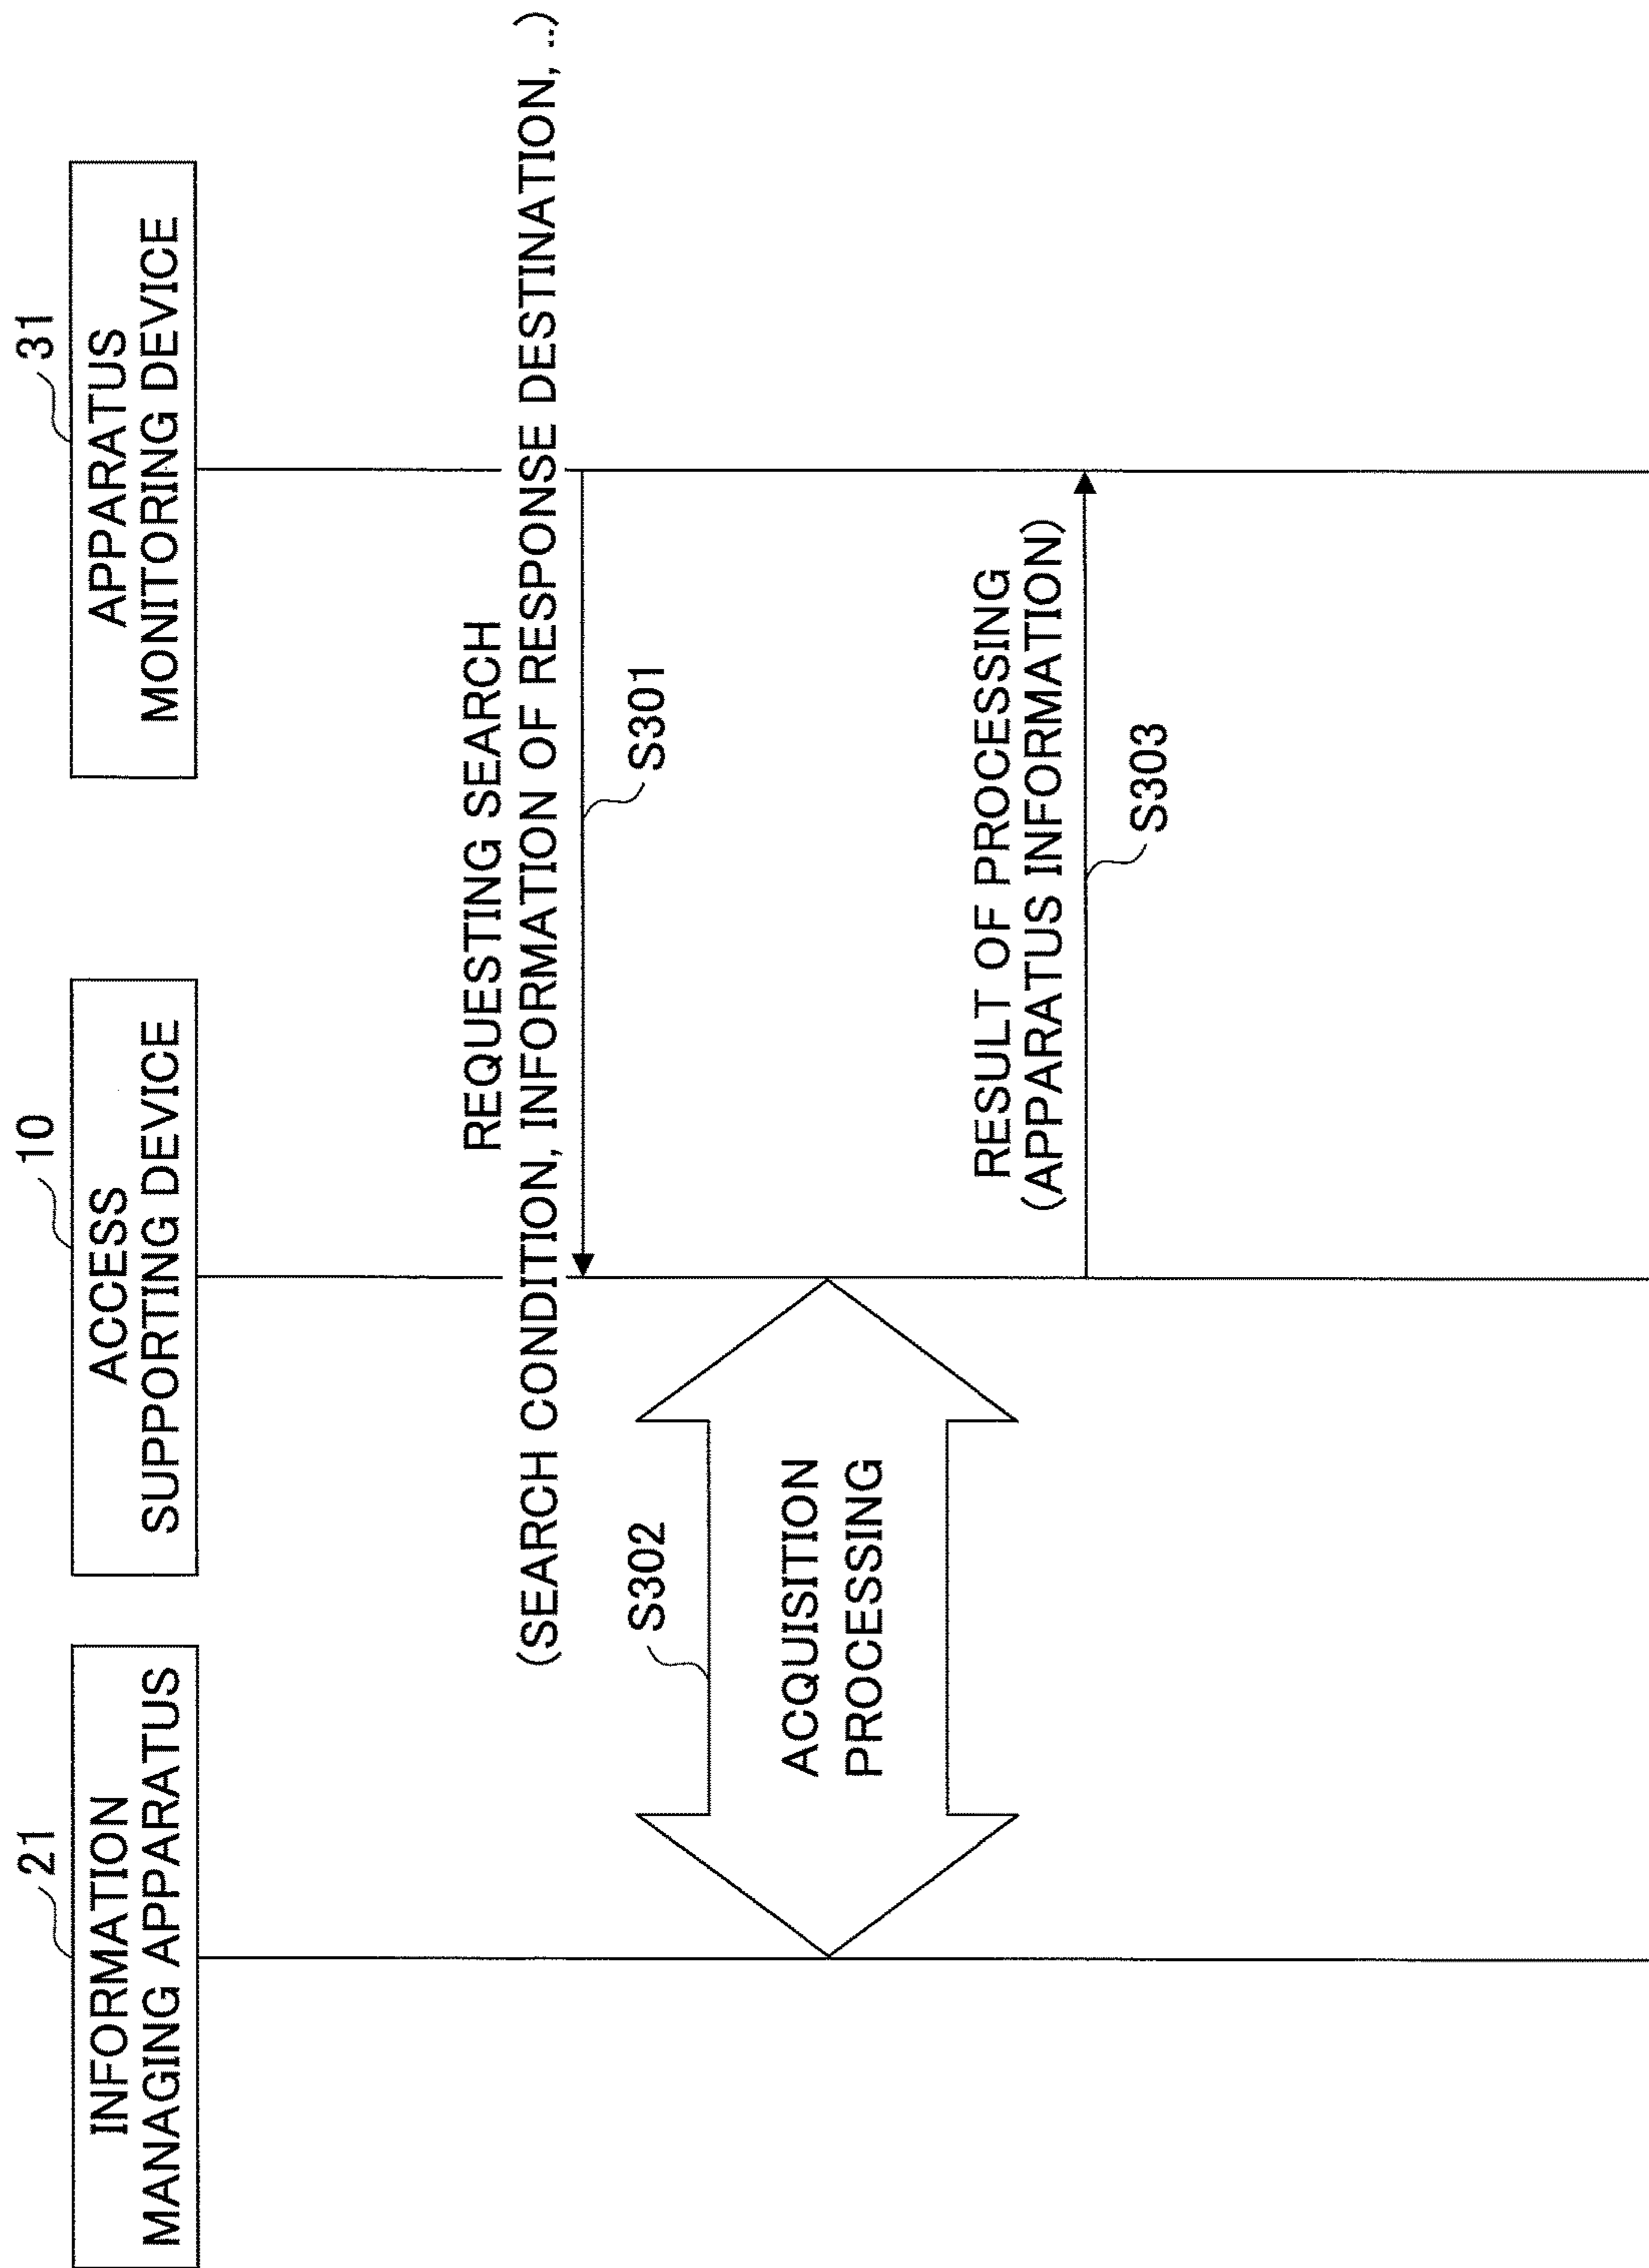 21
INFORMATION
MANAGING APPARATUS
10
ACCESS
SUPPORTING DEVICE
31
APPARATUS
MONITORING DEVICE
REQUESTING SEARCH
(SEARCH CONDITION, INFORMATION OF RESPONSE DESTINATION, ..)
S301
S302
ACQUISITION
PROCESSING
RESULT OF PROCESSING
(APPARATUS INFORMATION)
S303